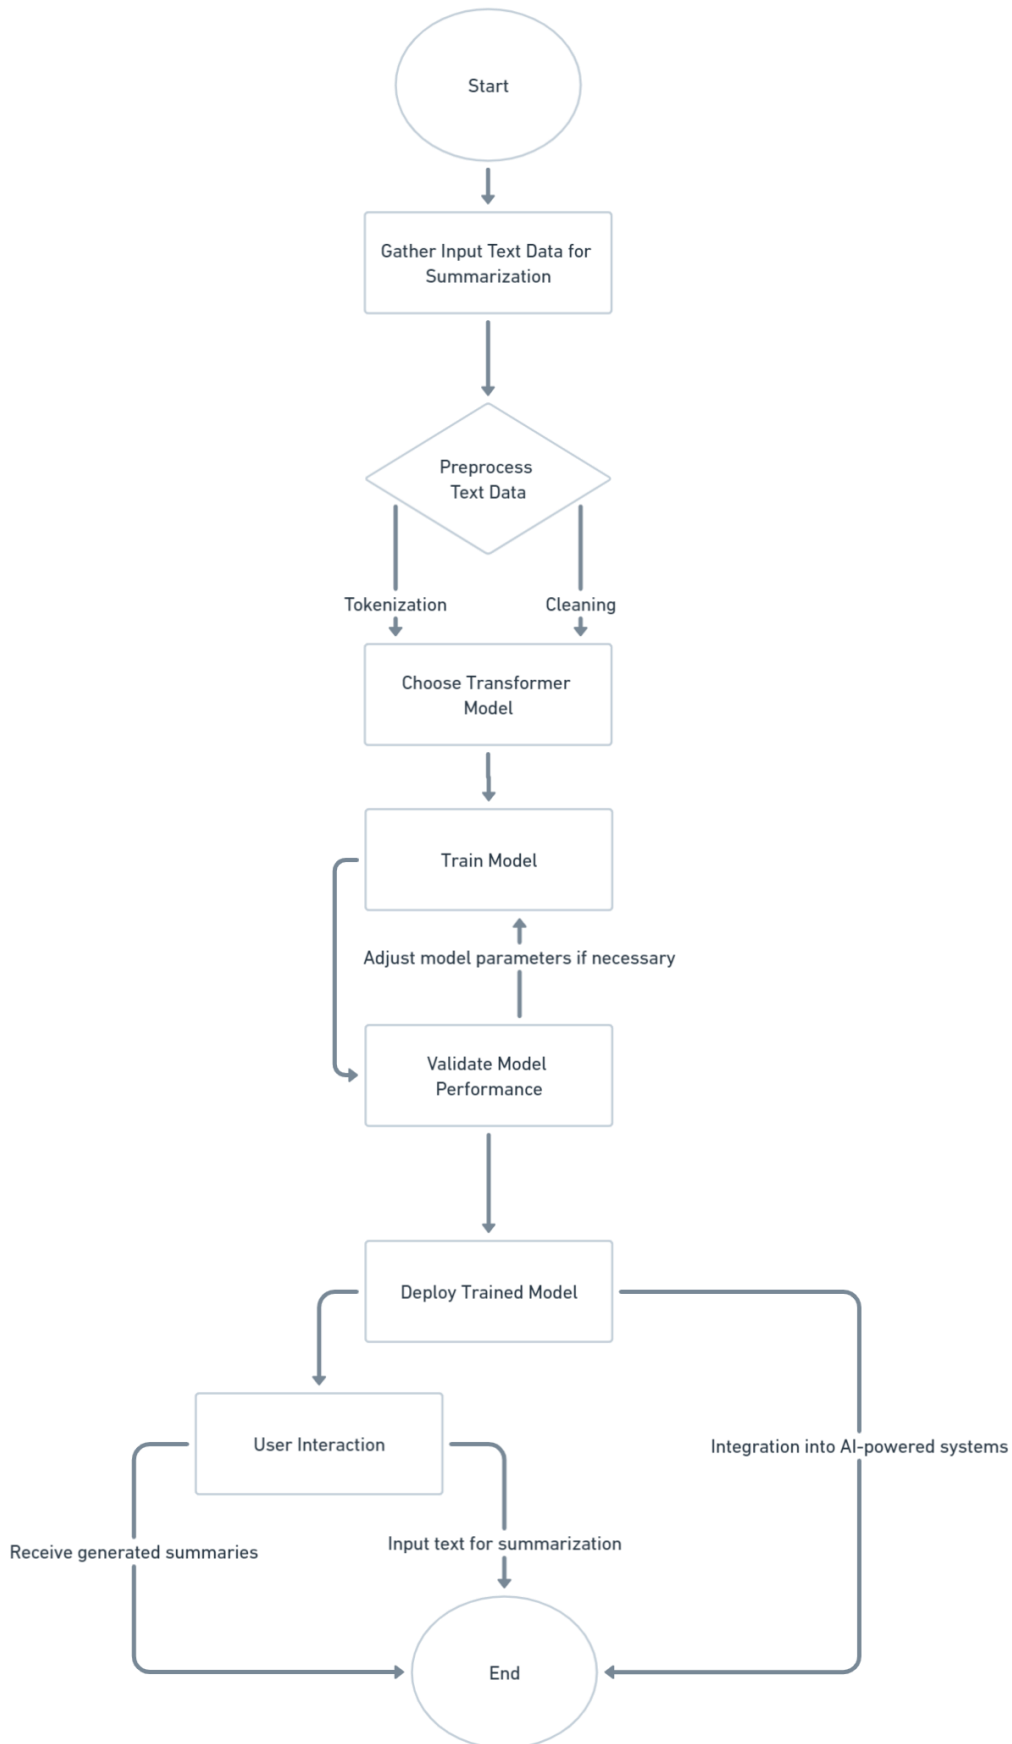 Start
Gather Input Text Data for
Summarization
Preprocess
Text Data
Tokenization
Cleaning
Choose Transformer
Model
Train Model
Adjust model parameters if necessary
Validate Model
Performance
Deploy Trained Model
User Interaction
Integration into AI-powered systems
Input text for summarization
Receive generated summaries
End